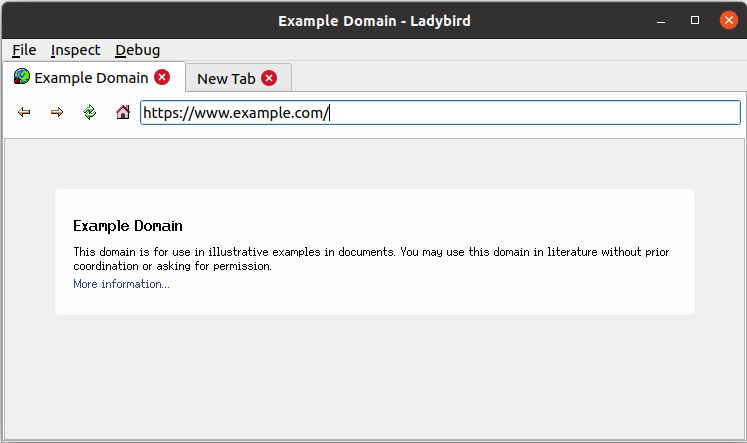 Example Domain - Ladybird
File Inspect Debug
Example Domain New Tab
https://www.example.com/
Example Domain
This domain is for use in illustrative examples in documents. You may use this domain in literature without prior
coordination or asking for permission.
More information...